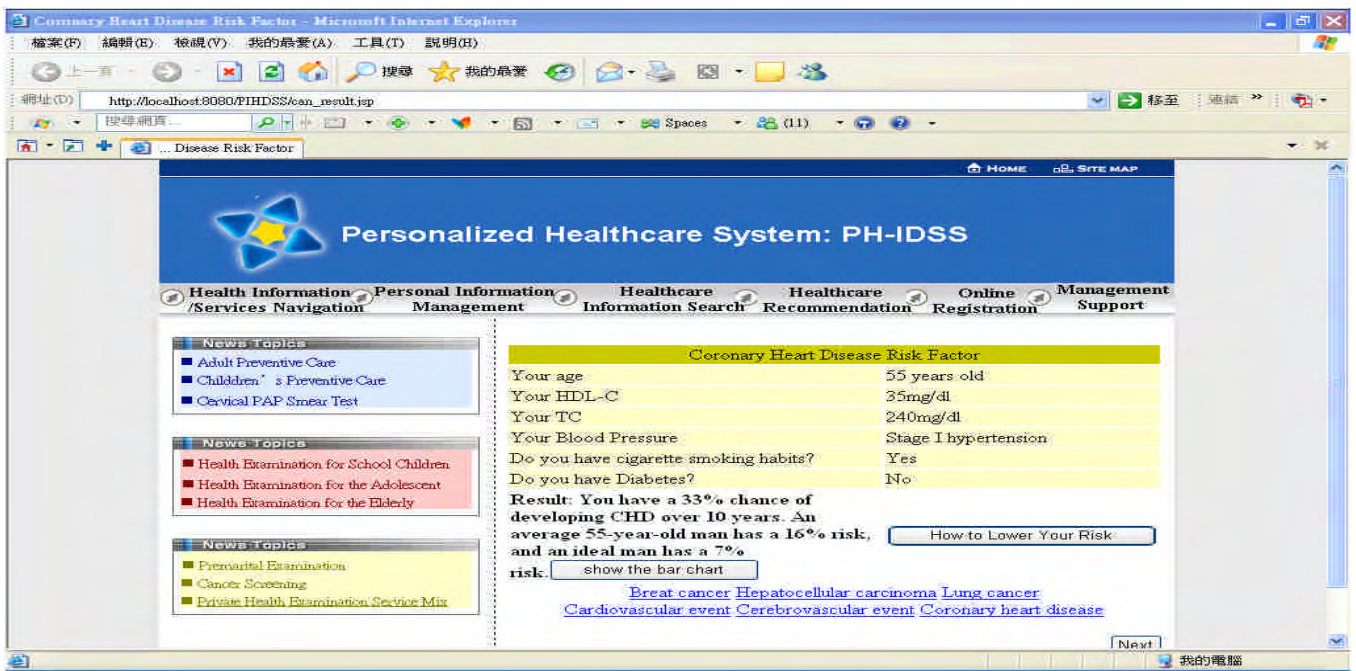 Coronary Heart Disease Risk Factor - Microsoft Internet Explorer
檔案(F) 編輯(E) 檢視(V) 我的最愛(A) 工具(T) 說明(H)
上一頁 搜尋 我的最愛
網址(D) http://localhost:8080/PIHDSS/can_result.jsp 移至 連結 »
搜尋網頁... Spaces (11)
... Disease Risk Factor
HOME SITE MAP
Personalized Healthcare System: PH-IDSS
Health Information Personal Information Healthcare Healthcare Online Management
/Services Navigation Management Information Search Recommendation Registration Support
News Topics
Adult Preventive Care
Childdren's Preventive Care
Cervical PAP Smear Test
News Topics
Health Examination for School Children
Health Examination for the Adolescent
Health Examination for the Elderly
News Topics
Premarital Examination
Cancer Screening
Private Health Examination Service Mix
Coronary Heart Disease Risk Factor
Your age 55 years old
Your HDL-C 35mg/dl
Your TC 240mg/dl
Your Blood Pressure Stage I hypertension
Do you have cigarette smoking habits? Yes
Do you have Diabetes? No
Result: You have a 33% chance of
developing CHD over 10 years. An
average 55-year-old man has a 16% risk, How to Lower Your Risk
and an ideal man has a 7%
risk. show the bar chart
Breat cancer Hepatocellular carcinoma Lung cancer
Cardiovascular event Cerebrovascular event Coronary heart disease
Next
我的電腦